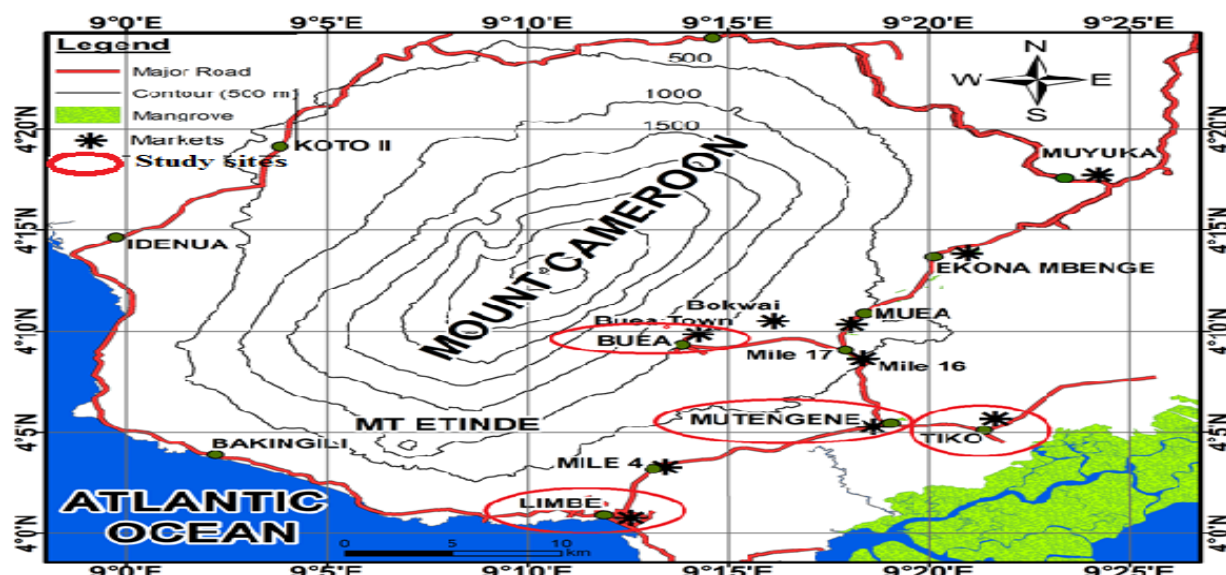 9°0'E 9°5'E 9°10'E 9°15'E 9°20'E 9°25'E
Legend
Major Road
Contour (500 m)
Mangrove
Markets
Study sites
500
1000
1500
N
W E
S
4°20'N
4°20'N
KOTO II
MUYUKA
MOUNT CAMEROON
4°15'N
4°15'N
IDENUA
EKONA MBENGE
Bokwai
Buea Town
MUEA
4°10'N
4°10'N
BUEA
Mile 17
Mile 16
MT ETINDE
MUTENGENE
TIKO
4°5'N
4°5'N
BAKINGILI
MILE 4
ATLANTIC
OCEAN
LIMBE
4°0'N
4°0'N
0 5 10
km
9°0'E 9°5'E 9°10'E 9°15'E 9°20'E 9°25'E